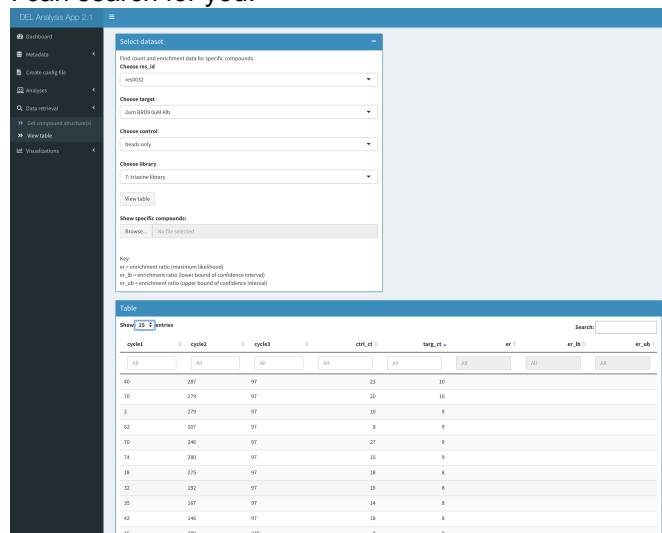 I can search for you.
DEL Analysis App 2.1
Dashboard
Metadata
Create config file
Analyses
Data retrieval
Get compound structure(s)
View table
Visualizations
Select dataset
Find count and enrichment data for specific compounds.
Choose res_id
res0032
Choose target
2um BRD9 0uM Alb
Choose control
beads only
Choose library
7: triazine library
View table
Show specific compounds:
Browse... No file selected
Key:
er = enrichment ratio (maximum likelihood)
er_lb = enrichment ratio (lower bound of confidence interval)
er_ub = enrichment ratio (upper bound of confidence interval)
Table
Show 25 entries
Search:
cycle1 cycle2 cycle3 ctrl_ct targ_ct er er_lb er_ub
All All All All All All All All
40 287 97 23 10
70 279 97 20 10
2 279 97 10 9
62 207 97 8 9
70 246 97 27 9
74 280 97 15 9
18 275 97 18 8
32 192 97 15 8
35 167 97 14 8
42 146 97 18 8